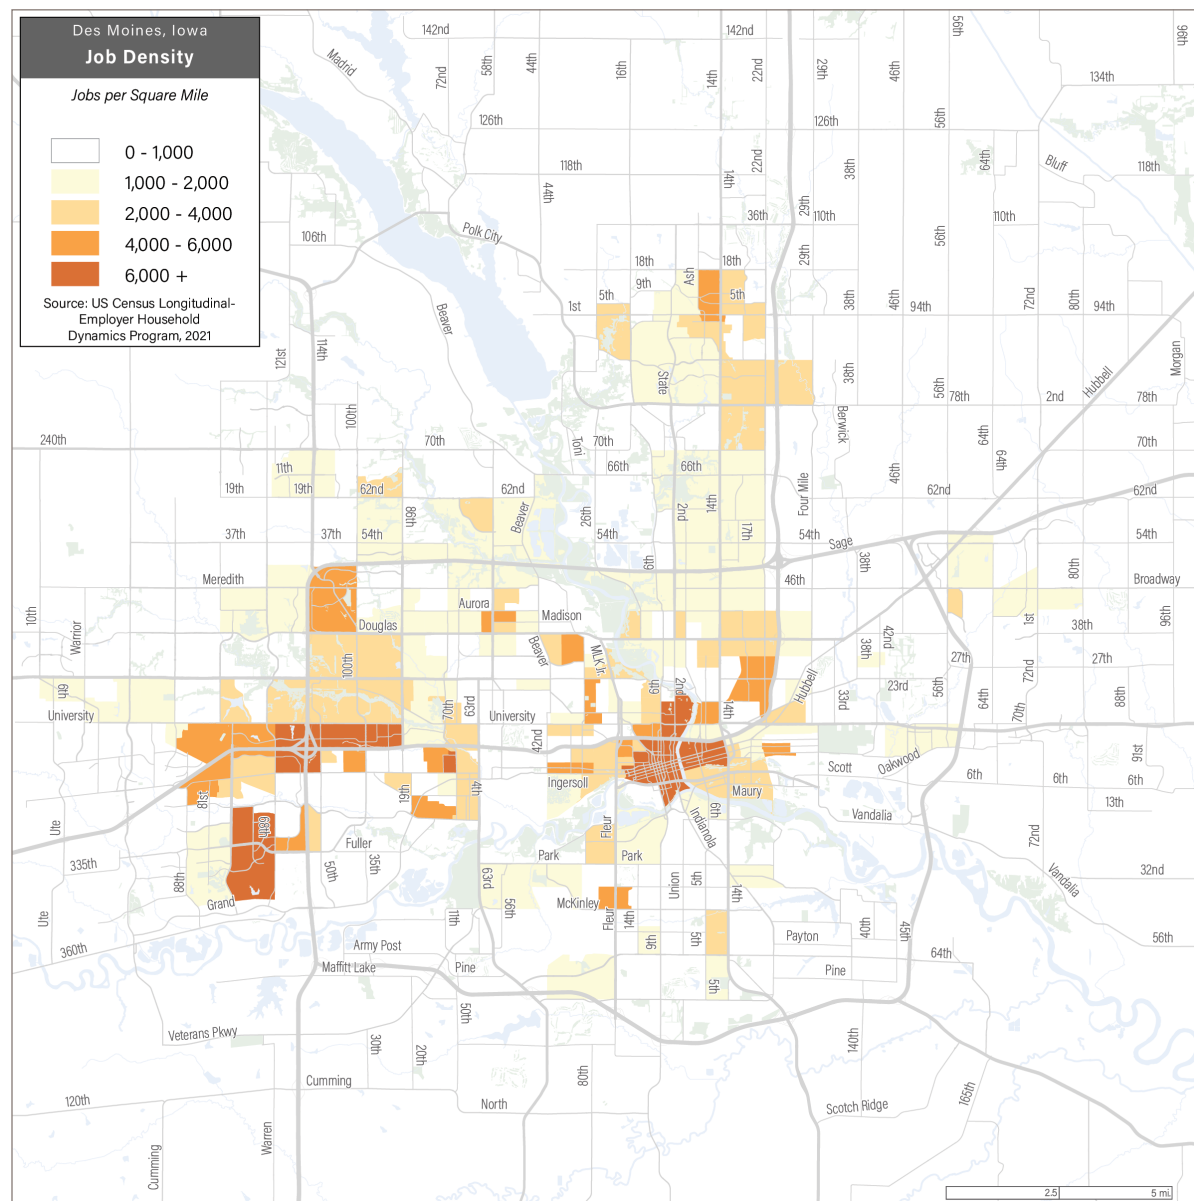 Des Moines, Iowa
Job Density
Jobs per Square Mile
0 - 1,000
1,000 - 2,000
2,000 - 4,000
4,000 - 6,000
6,000 +
Source: US Census Longitudinal-
Employer Household
Dynamics Program, 2021
142nd
142nd
56th
96th
Madrid
72nd
58th
44th
16th
14th
22nd
29th
46th
134th
126th
126th
56th
118th
22nd
38th
64th
Bluff
118th
44th
14th
29th
36th
110th
110th
106th
Polk City
56th
18th
18th
29th
9th
Ash
1st
5th
5th
38th
46th
94th
72nd
80th
94th
Beaver
121st
114th
State
38th
56th
Hubbell
Morgan
100th
78th
2nd
78th
Berwick
240th
70th
Toni
70th
64th
70th
11th
66th
66th
46th
64th
19th
19th
62nd
62nd
62nd
62nd
86th
Beaver
26th
2nd
14th
Four Mile
37th
37th
54th
54th
17th
54th
Sage
54th
6th
38th
Meredith
46th
80th
Broadway
10th
Aurora
Madison
Douglas
1st
38th
96th
Warrior
100th
Beaver
MLK Jr.
38th
42nd
27th
27th
72nd
6th
6th
2nd
Hubbell
23rd
33rd
59th
64th
88th
University
70th
63rd
University
14th
70th
42nd
Oakwood
91st
Scott
6th
6th
6th
81st
16th
4th
Ingersoll
Maury
13th
Ute
6th
Vandalia
Fleur
Indianola
72nd
68th
Fuller
335th
88th
50th
35th
Park
Park
32nd
63rd
Union
5th
14th
Vandalia
Ute
Grand
56th
McKinley
11th
Fleur
14th
40th
45th
360th
Army Post
9th
5th
Payton
56th
64th
Maffitt Lake
Pine
Pine
5th
Veterans Pkwy
50th
30th
20th
140th
80th
Cumming
165th
120th
North
Scotch Ridge
Cumming
Warren
2.5
5 mi.